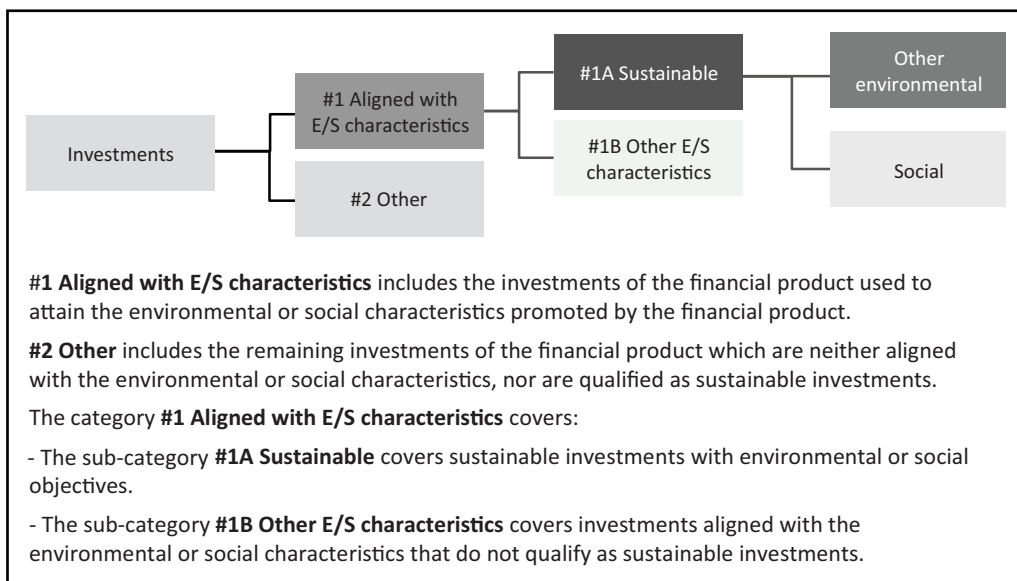 Investments
#1 Aligned with
E/S characteristics
#2 Other
#1A Sustainable
#1B Other E/S
characteristics
Other
environmental
Social
#1 Aligned with E/S characteristics includes the investments of the financial product used to
attain the environmental or social characteristics promoted by the financial product.
#2 Other includes the remaining investments of the financial product which are neither aligned
with the environmental or social characteristics, nor are qualified as sustainable investments.
The category #1 Aligned with E/S characteristics covers:
- The sub-category #1A Sustainable covers sustainable investments with environmental or social
objectives.
- The sub-category #1B Other E/S characteristics covers investments aligned with the
environmental or social characteristics that do not qualify as sustainable investments.